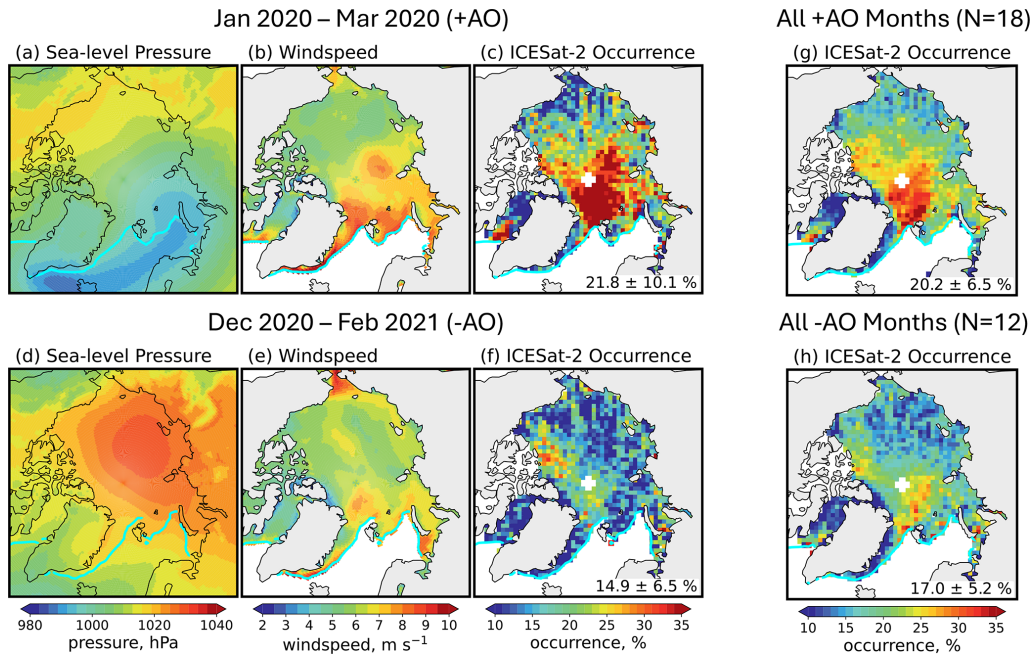 Jan 2020 – Mar 2020 (+AO)
All +AO Months (N=18)
(a) Sea-level Pressure
(b) Windspeed
(c) ICESat-2 Occurrence
(g) ICESat-2 Occurrence
21.8 ± 10.1 %
20.2 ± 6.5 %
Dec 2020 – Feb 2021 (-AO)
All -AO Months (N=12)
(d) Sea-level Pressure
(e) Windspeed
(f) ICESat-2 Occurrence
(h) ICESat-2 Occurrence
14.9 ± 6.5 %
17.0 ± 5.2 %
980 1000 1020 1040
pressure, hPa
2 3 4 5 6 7 8 9 10
windspeed, m s⁻¹
10 15 20 25 30 35
occurrence, %
10 15 20 25 30 35
occurrence, %